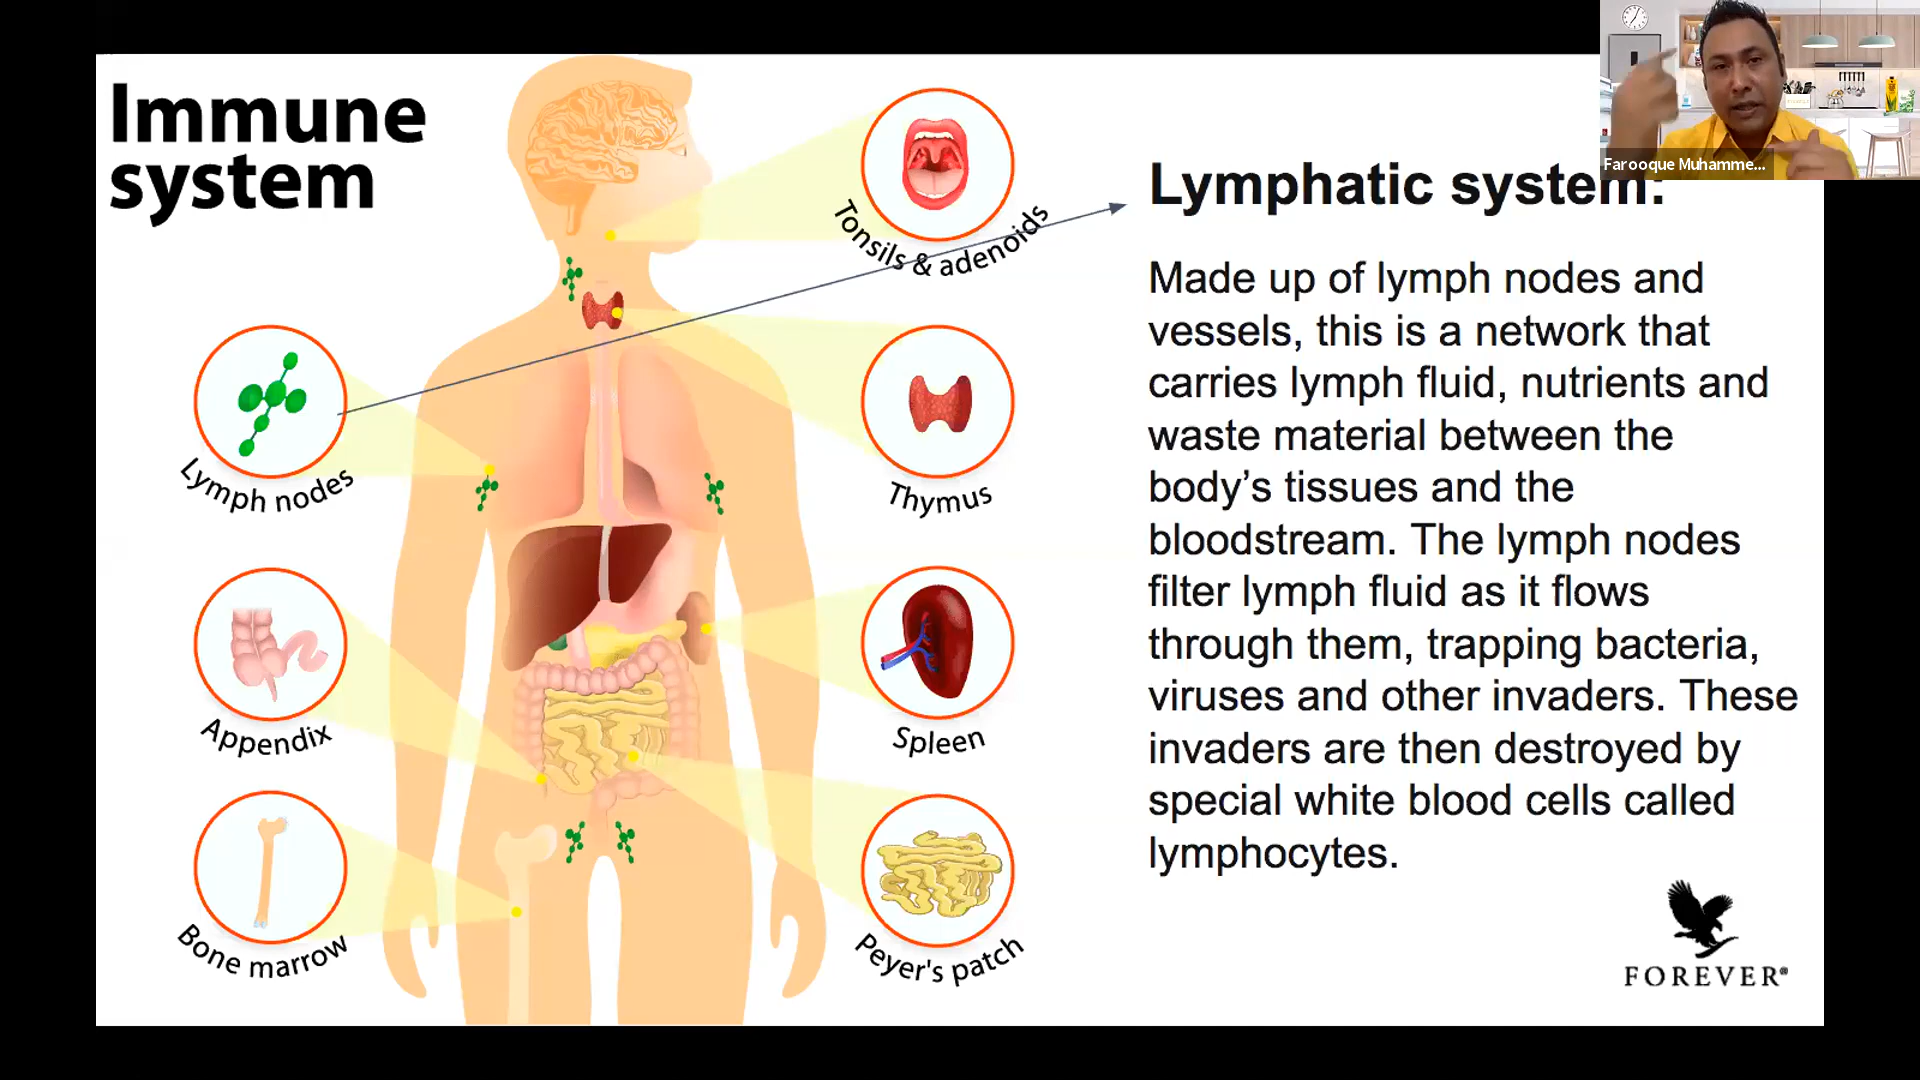 Immune
system
Tonsils & adenoids
Lymph nodes
Thymus
Appendix
Spleen
Bone marrow
Peyer's patch
Lymphatic system:
Made up of lymph nodes and
vessels, this is a network that
carries lymph fluid, nutrients and
waste material between the
body’s tissues and the
bloodstream. The lymph nodes
filter lymph fluid as it flows
through them, trapping bacteria,
viruses and other invaders. These
invaders are then destroyed by
special white blood cells called
lymphocytes.
FOREVER®
Farooque Muhamme...